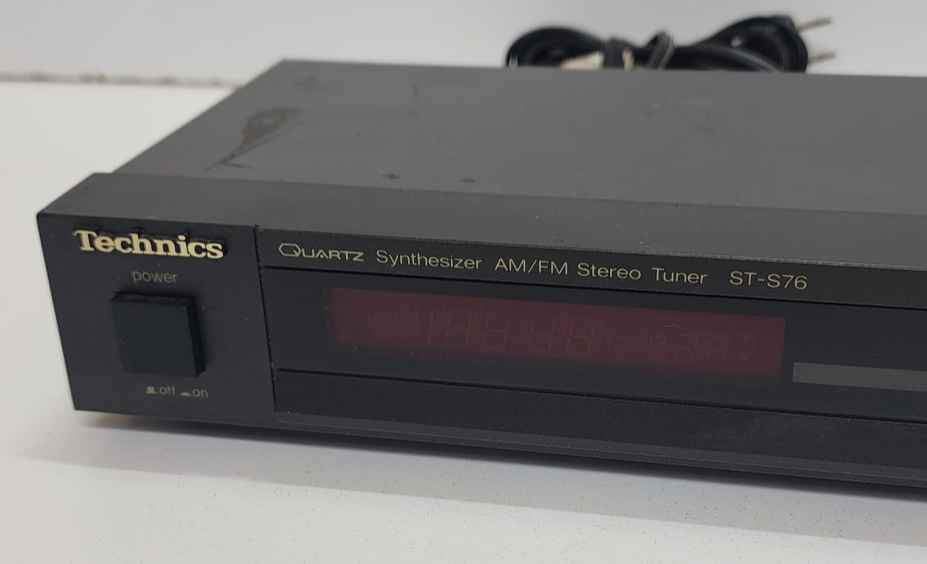 Technics
power
off on
QUARTZ Synthesizer AM/FM Stereo Tuner ST-S76